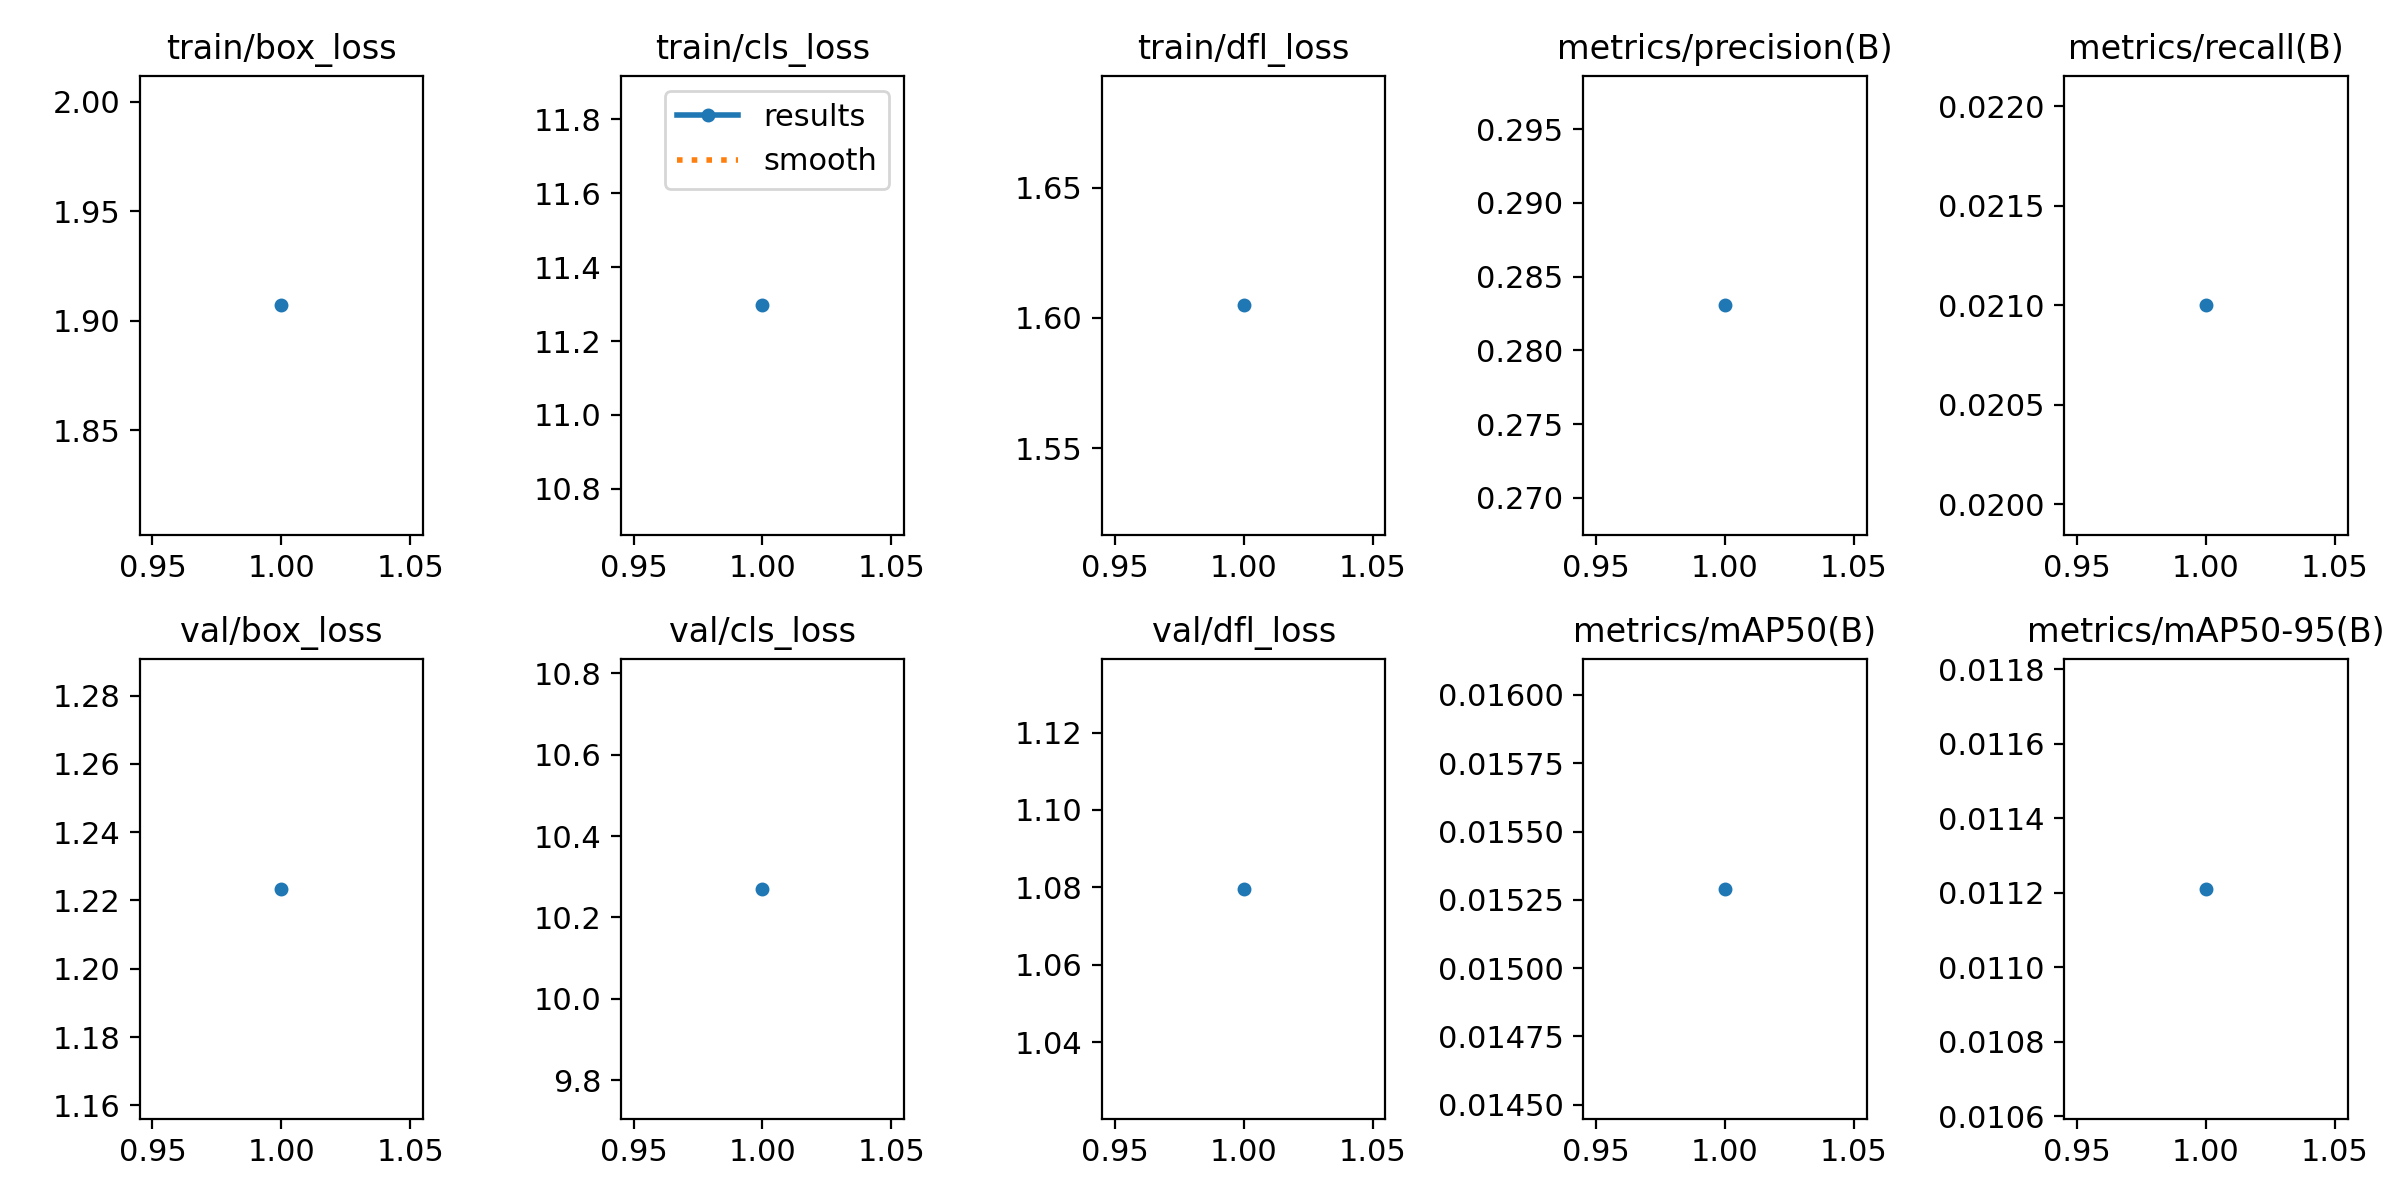 train/box_loss
2.00
1.95
1.90
1.85
0.95 1.00 1.05
train/cls_loss
results
smooth
11.8
11.6
11.4
11.2
11.0
10.8
0.95 1.00 1.05
train/dfl_loss
1.65
1.60
1.55
0.95 1.00 1.05
metrics/precision(B)
0.295
0.290
0.285
0.280
0.275
0.270
0.95 1.00 1.05
metrics/recall(B)
0.0220
0.0215
0.0210
0.0205
0.0200
0.95 1.00 1.05
val/box_loss
1.28
1.26
1.24
1.22
1.20
1.18
1.16
0.95 1.00 1.05
val/cls_loss
10.8
10.6
10.4
10.2
10.0
9.8
0.95 1.00 1.05
val/dfl_loss
1.12
1.10
1.08
1.06
1.04
0.95 1.00 1.05
metrics/mAP50(B)
0.01600
0.01575
0.01550
0.01525
0.01500
0.01475
0.01450
0.95 1.00 1.05
metrics/mAP50-95(B)
0.0118
0.0116
0.0114
0.0112
0.0110
0.0108
0.0106
0.95 1.00 1.05